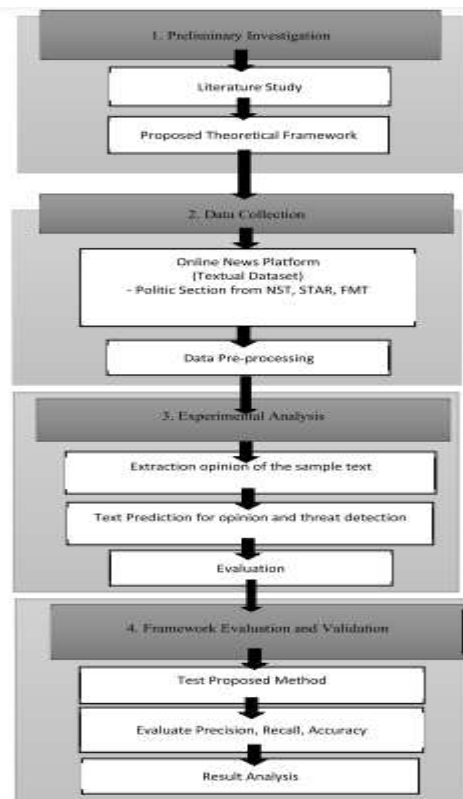 1. Preliminary Investigation
Literature Study
Proposed Theoretical Framework
2. Data Collection
Online News Platform
(Textual Dataset)
- Politic Section from NST, STAR, FMT
Data Pre-processing
3. Experimental Analysis
Extraction opinion of the sample text
Text Prediction for opinion and threat detection
Evaluation
4. Framework Evaluation and Validation
Test Proposed Method
Evaluate Precision, Recall, Accuracy
Result Analysis